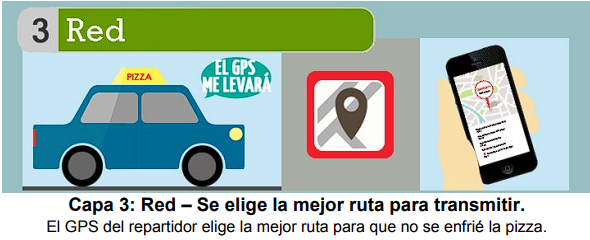 3 Red
PIZZA
EL GPS
ME LLEVARÁ
Capa 3: Red – Se elige la mejor ruta para transmitir.
El GPS del repartidor elige la mejor ruta para que no se enfrié la pizza.